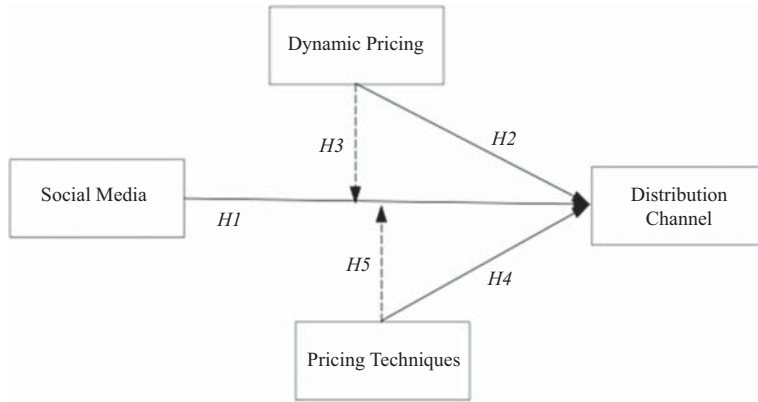 Dynamic Pricing
H3
H2
Social Media
H1
Distribution
Channel
H5
H4
Pricing Techniques